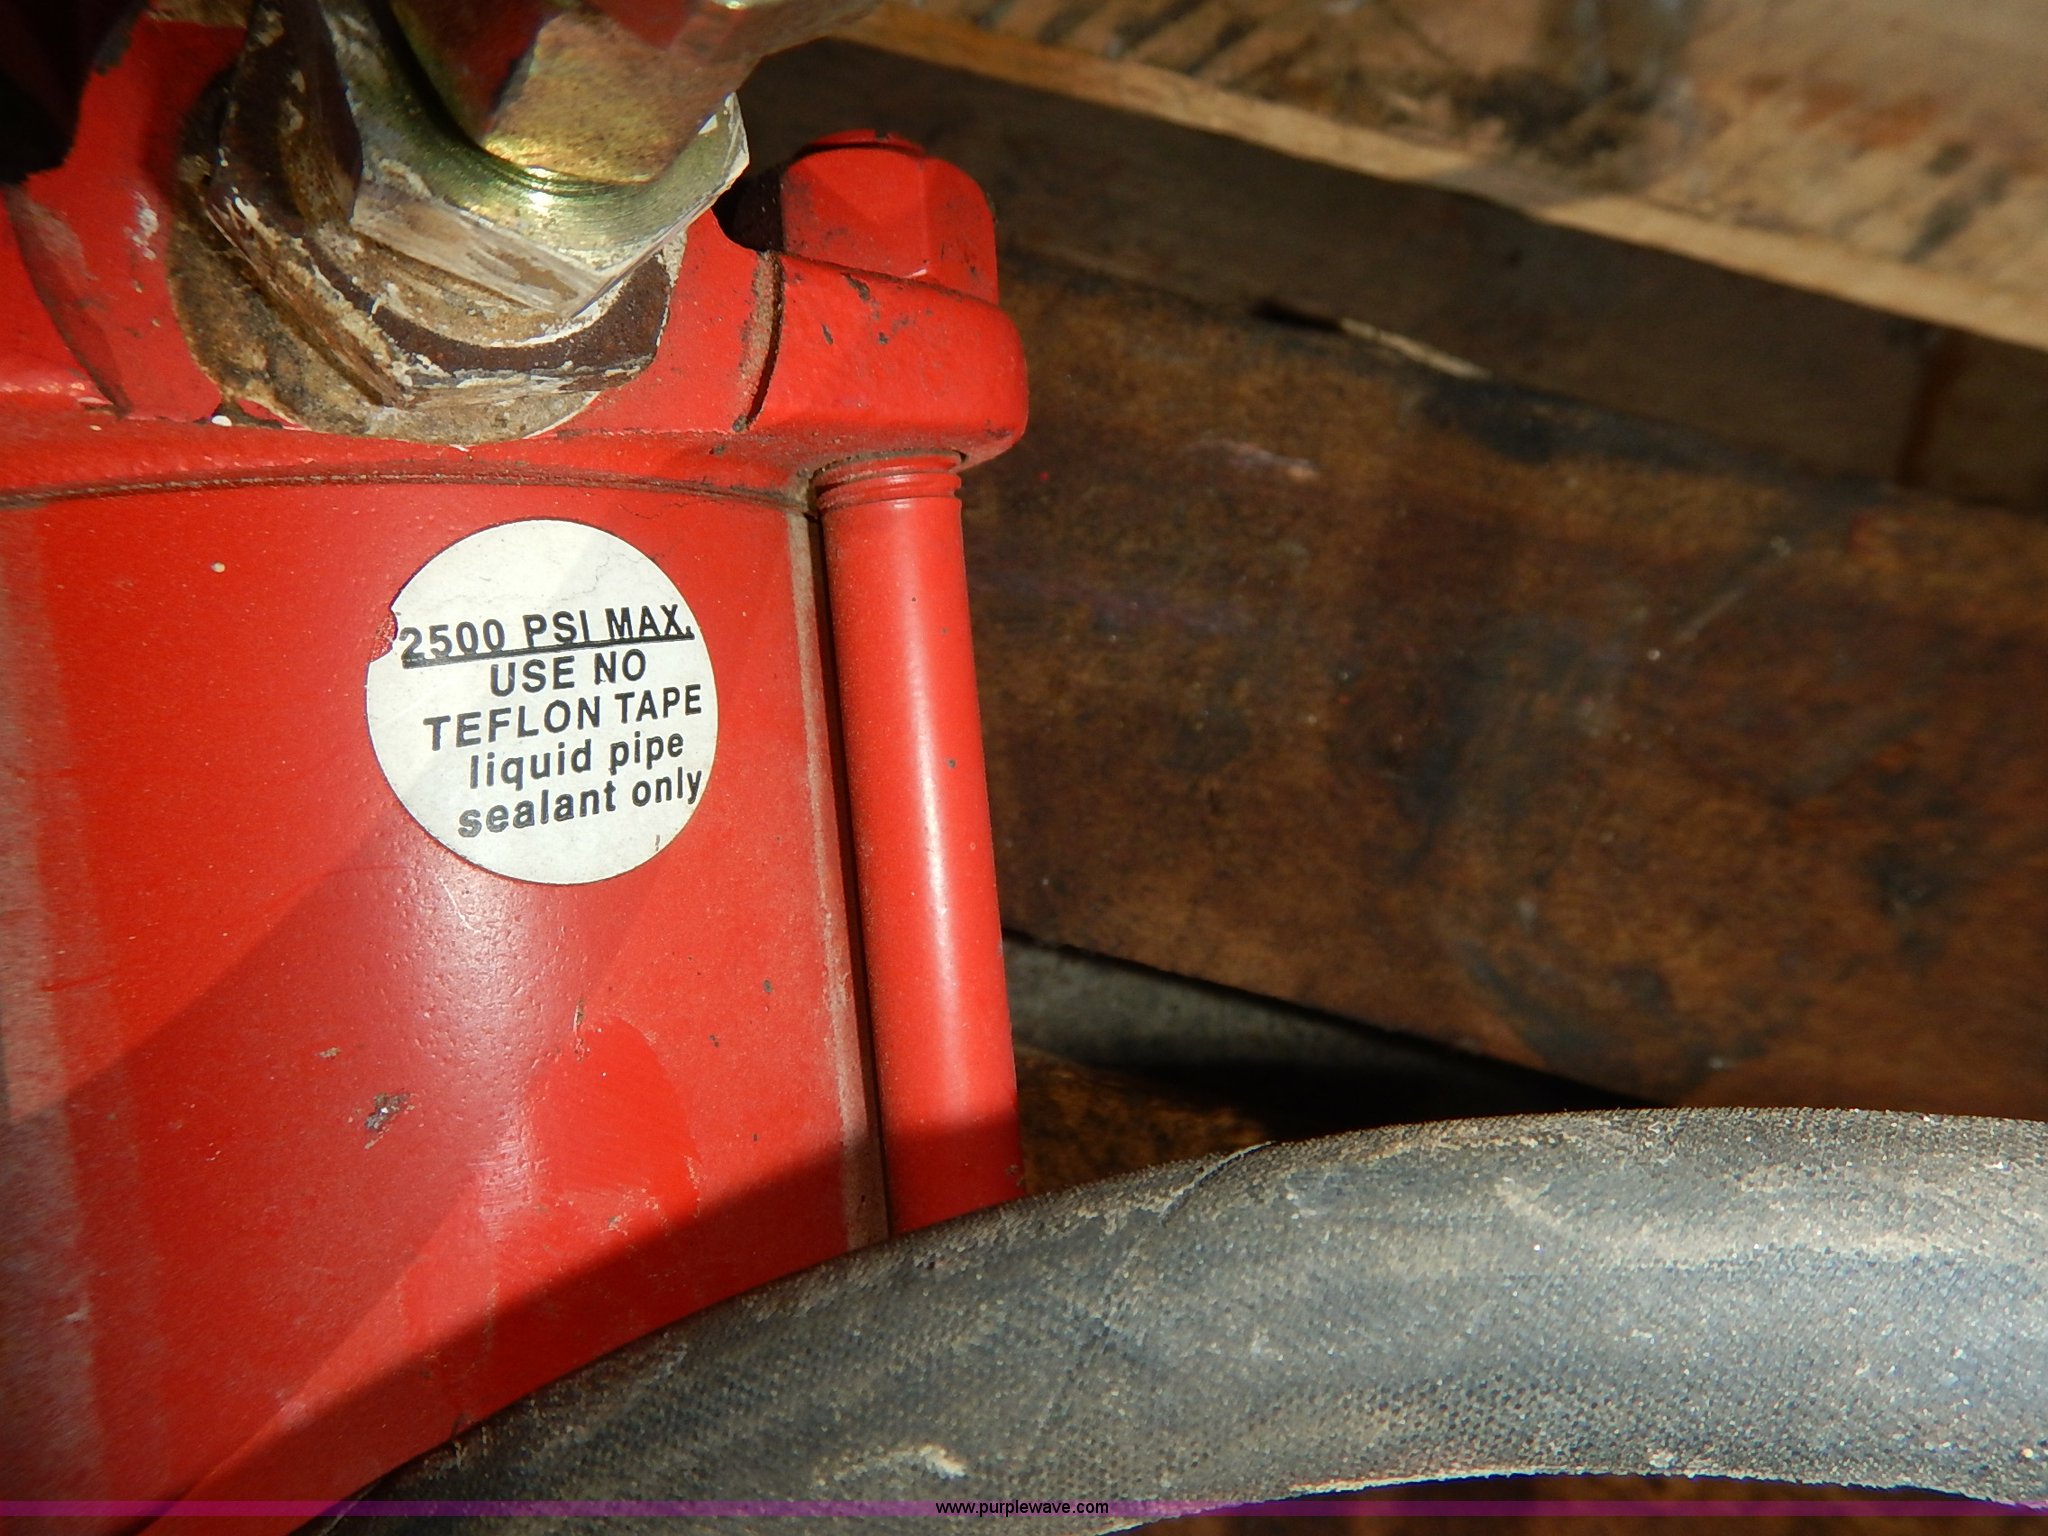 2500 PSI MAX.
USE NO
TEFLON TAPE
liquid pipe
sealant only
www.purplewave.com